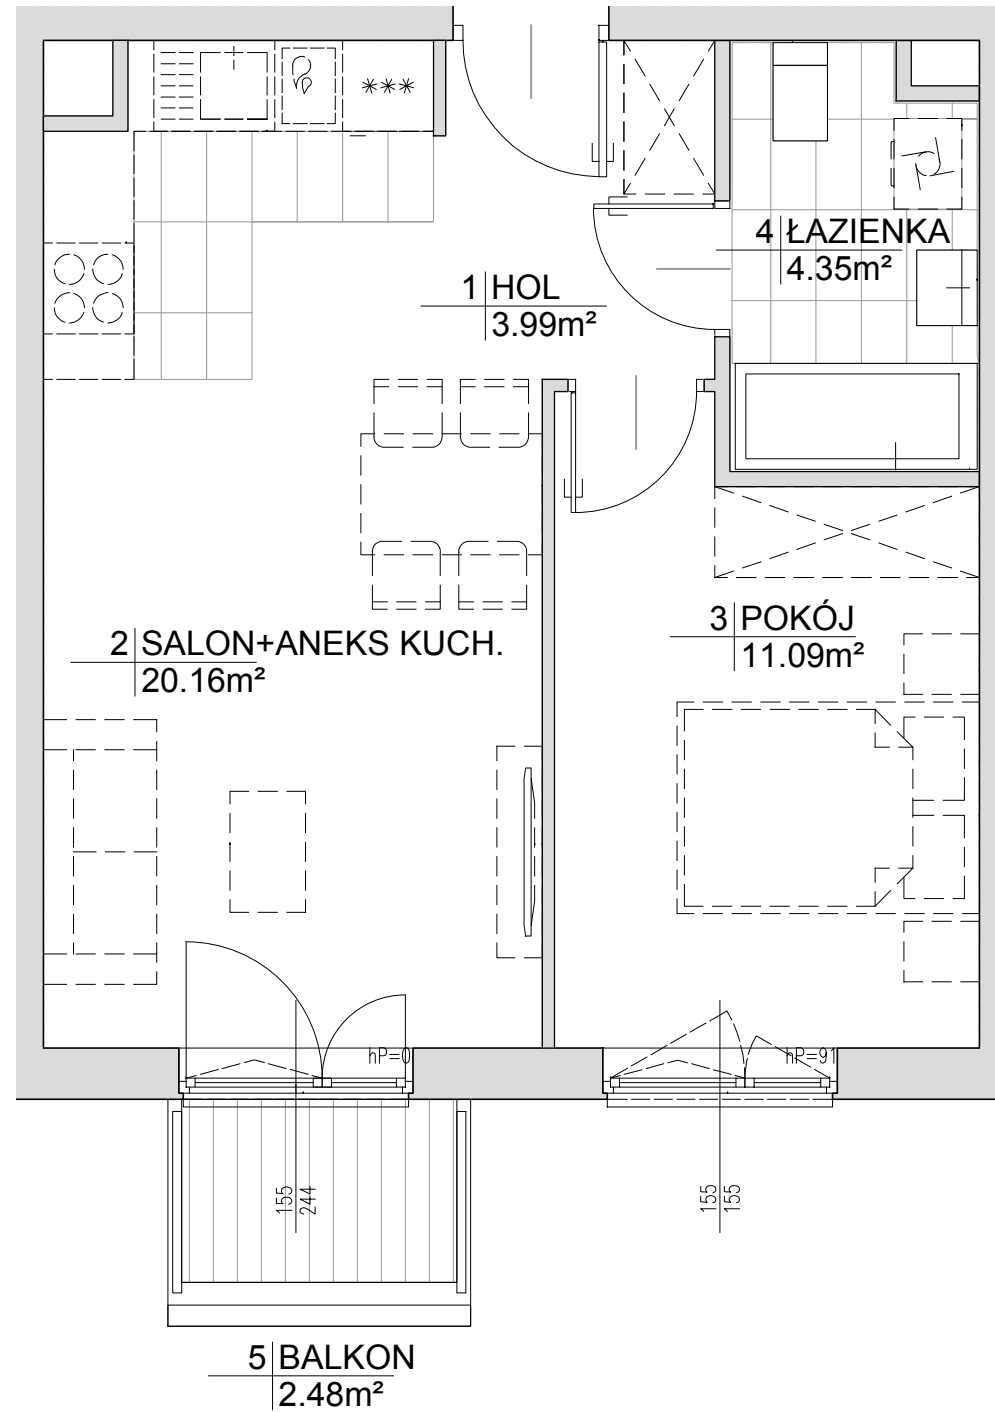 ***
4 ŁAZIENKA
4.35m²
1 HOL
3.99m²
3 POKÓJ
11.09m²
2 SALON+ANEKS KUCH.
20.16m²
hP=0
hP=91
155
244
155
155
5 BALKON
2.48m²